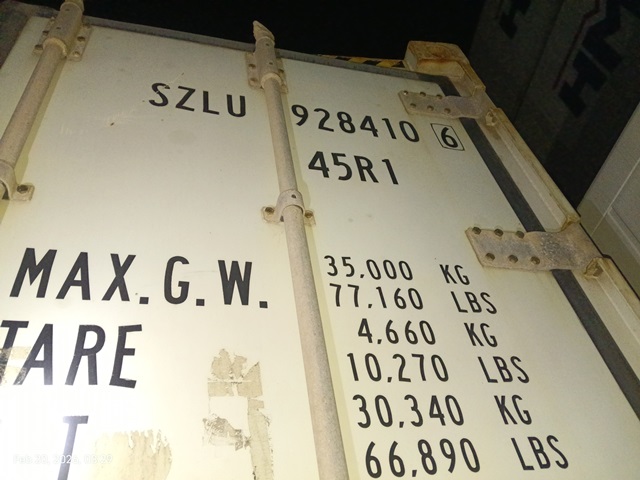 SZLU 928410 6
45R1
MAX.G.W. 35,000 KG
77,160 LBS
TARE 4,660 KG
10,270 LBS
30,340 KG
66,890 LBS